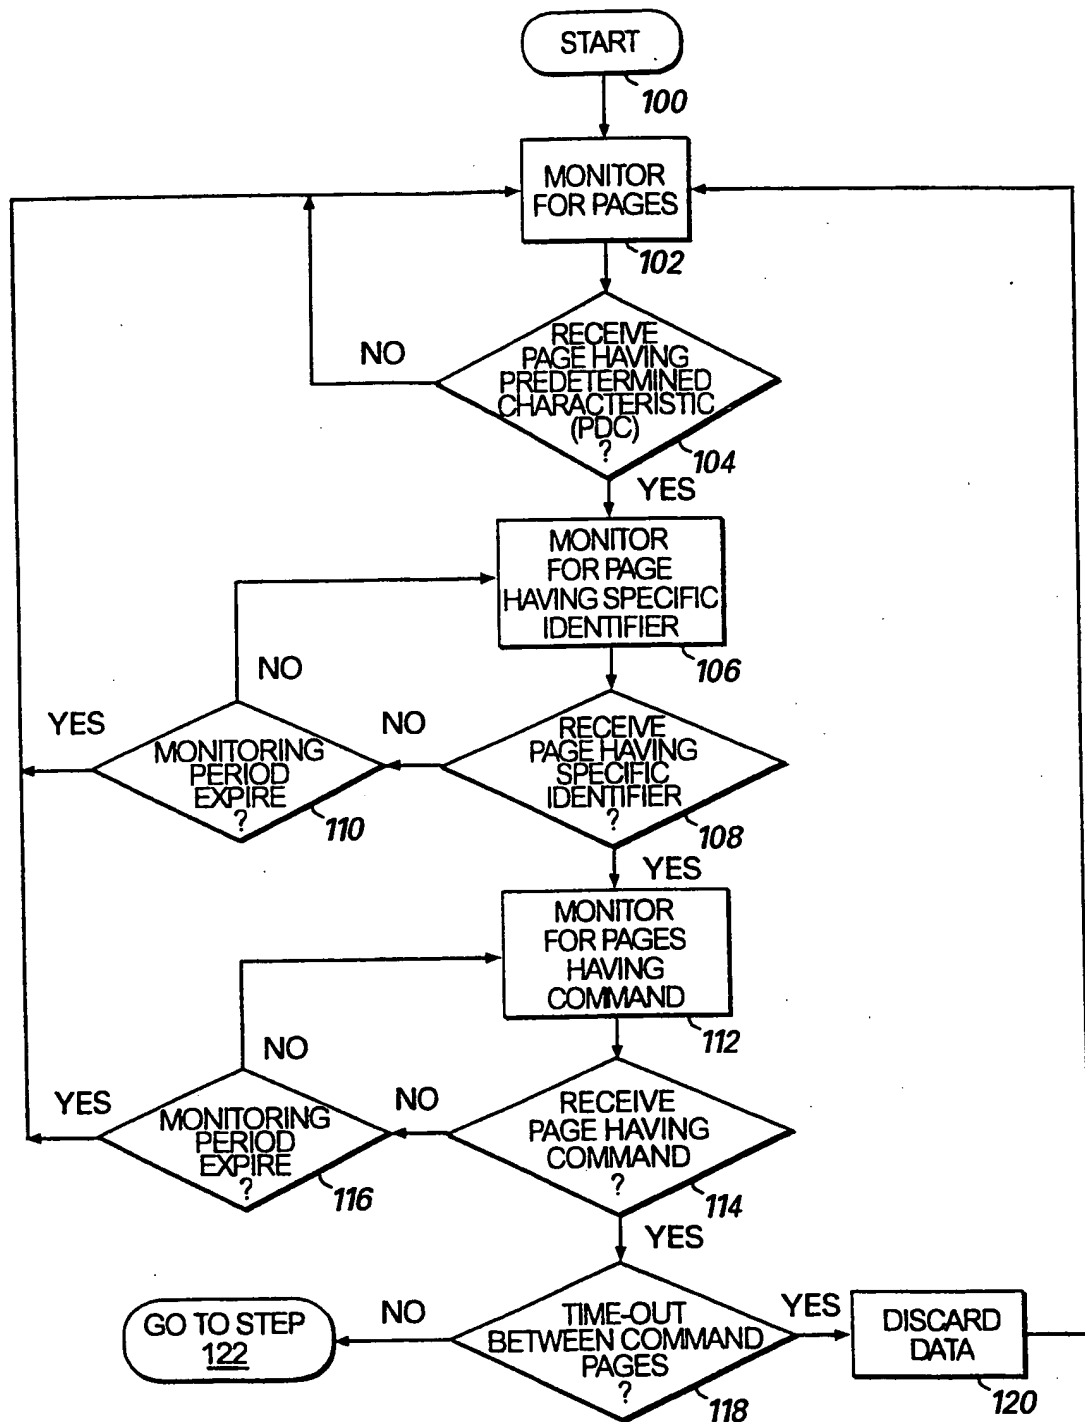 START
100
MONITOR
FOR PAGES
102
RECEIVE
PAGE HAVING
PREDETERMINED
CHARACTERISTIC
(PDC)
?
104
NO
YES
MONITOR
FOR PAGE
HAVING SPECIFIC
IDENTIFIER
106
NO
YES
MONITORING
PERIOD
EXPIRE
?
110
NO
RECEIVE
PAGE HAVING
SPECIFIC
IDENTIFIER
?
108
YES
MONITOR
FOR PAGES
HAVING
COMMAND
112
NO
YES
MONITORING
PERIOD
EXPIRE
?
116
NO
RECEIVE
PAGE HAVING
COMMAND
?
114
YES
GO TO STEP
122
NO
TIME-OUT
BETWEEN COMMAND
PAGES
?
118
YES
DISCARD
DATA
120